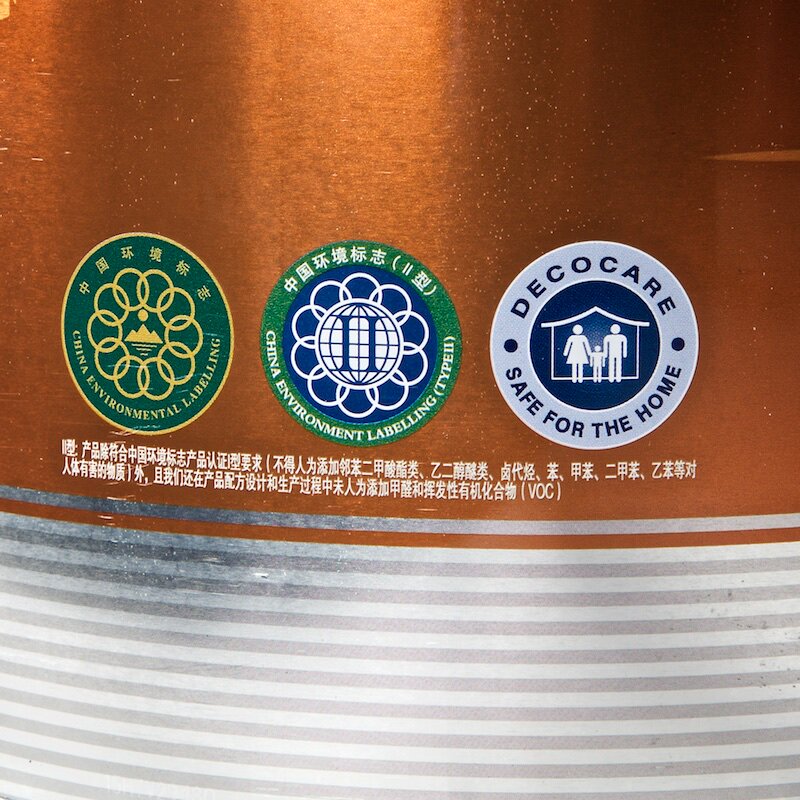 中国环境标志
CHINA ENVIRONMENTAL LABELLING
中国环境标志(II型)
II
CHINA ENVIRONMENT LABELLING (TYPEII)
DECOCARE
SAFE FOR THE HOME
II型: 产品除符合中国环境标志产品认证I型要求(不得人为添加邻苯二甲酸酯类、乙二醇醚类、卤代烃、苯、甲苯、二甲苯、乙苯等对
人体有害的物质)外，且我们还在产品配方设计和生产过程中未人为添加甲醛和挥发性有机化合物(VOC)